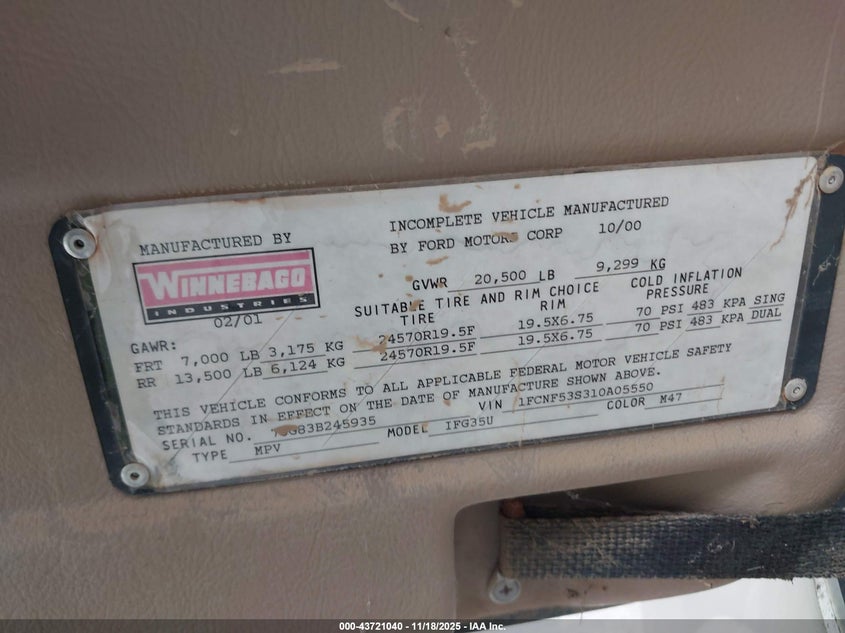 MANUFACTURED BY
WINNEBAGO
INDUSTRIES
02/01
INCOMPLETE VEHICLE MANUFACTURED
BY FORD MOTORS CORP 10/00
GVWR 20,500 LB 9,299 KG
SUITABLE TIRE AND RIM CHOICE
TIRE RIM
COLD INFLATION
PRESSURE
GAWR:
FRT 7,000 LB 3,175 KG 24570R19.5F 19.5X6.75 70 PSI 483 KPA SING
RR 13,500 LB 6,124 KG 24570R19.5F 19.5X6.75 70 PSI 483 KPA DUAL
THIS VEHICLE CONFORMS TO ALL APPLICABLE FEDERAL MOTOR VEHICLE SAFETY
STANDARDS IN EFFECT ON THE DATE OF MANUFACTURE SHOWN ABOVE.
SERIAL NO. VIN 1FCNF53S310A05550
TYPE MPV MODEL IFG35U COLOR M47
000-43721040 | 11/18/2025 — IAA Inc.